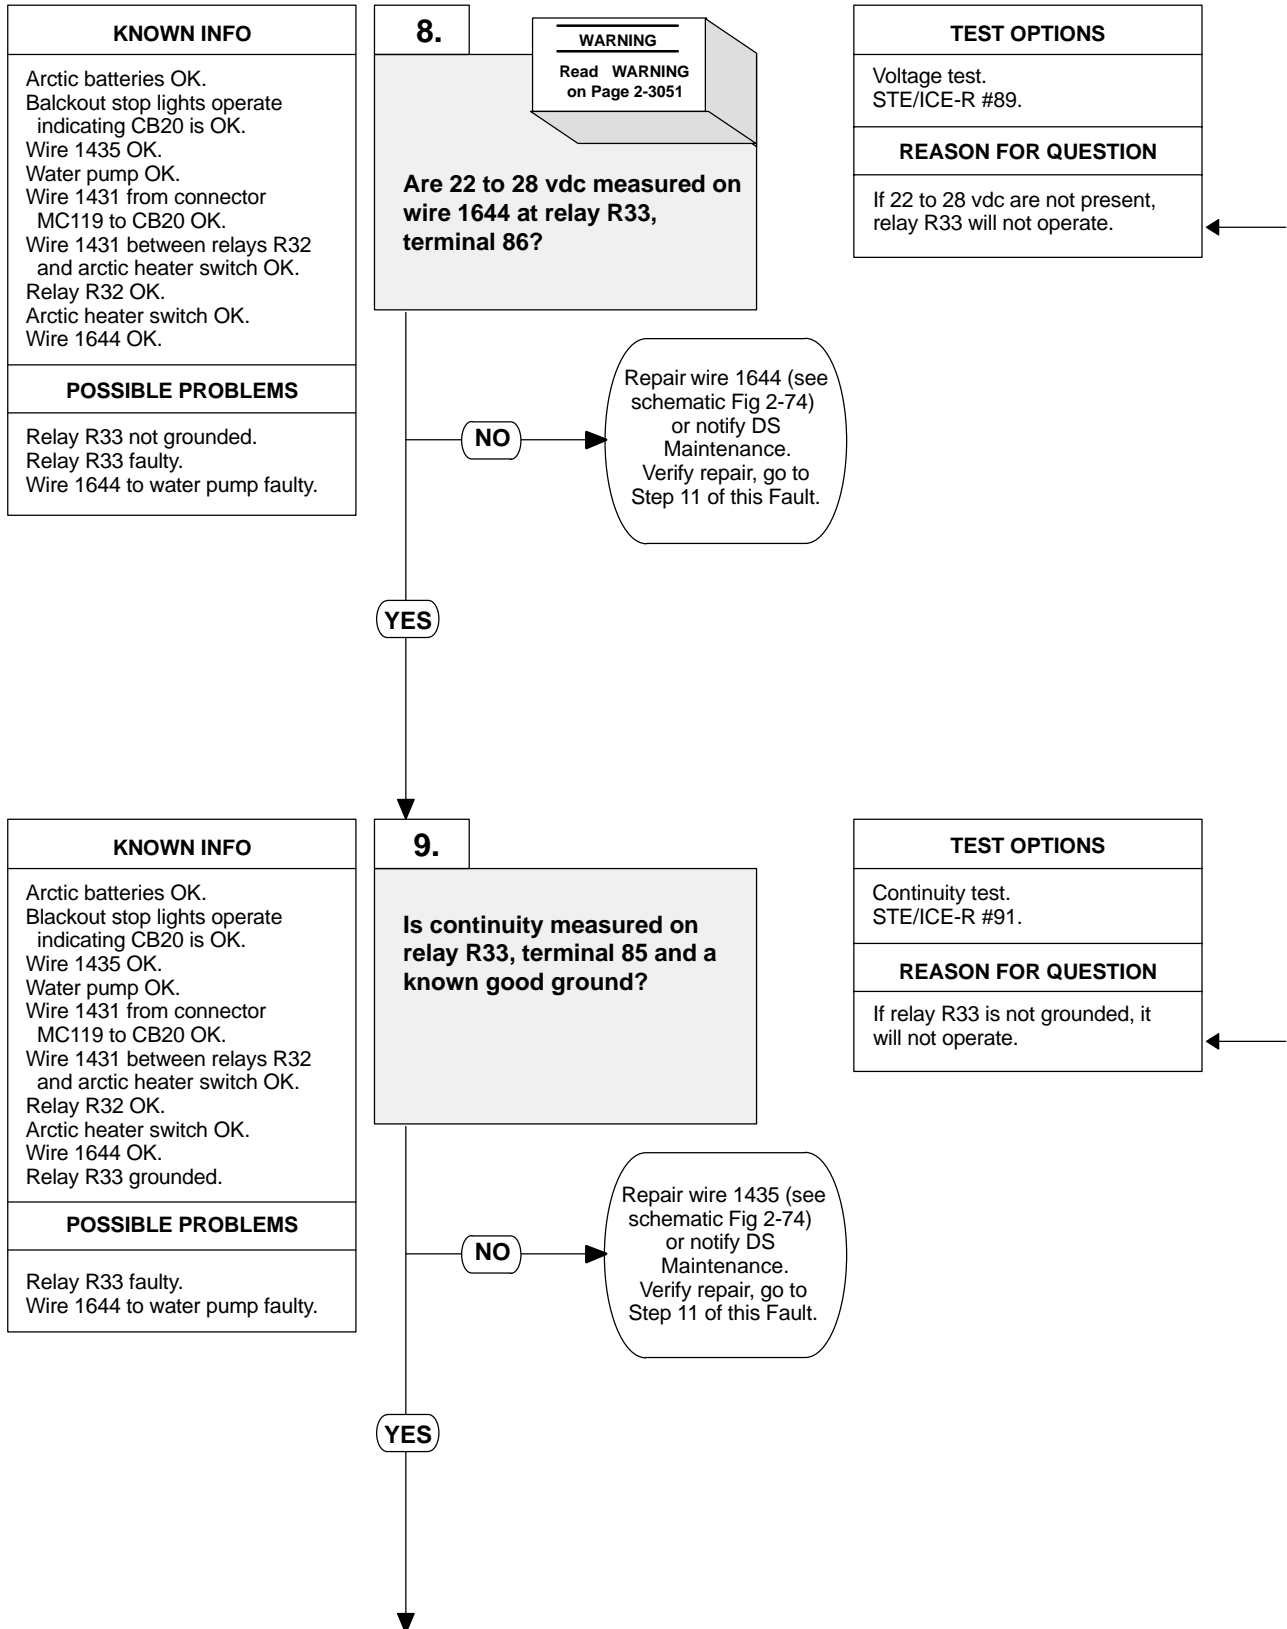 KNOWN INFO
Arctic batteries OK.
Balckout stop lights operate
indicating CB20 is OK.
Wire 1435 OK.
Water pump OK.
Wire 1431 from connector
MC119 to CB20 OK.
Wire 1431 between relays R32
and arctic heater switch OK.
Relay R32 OK.
Arctic heater switch OK.
Wire 1644 OK.
POSSIBLE PROBLEMS
Relay R33 not grounded.
Relay R33 faulty.
Wire 1644 to water pump faulty.
8.
WARNING
Read WARNING
on Page 2-3051
Are 22 to 28 vdc measured on
wire 1644 at relay R33,
terminal 86?
TEST OPTIONS
Voltage test.
STE/ICE-R #89.
REASON FOR QUESTION
If 22 to 28 vdc are not present,
relay R33 will not operate.
NO
Repair wire 1644 (see
schematic Fig 2-74)
or notify DS
Maintenance.
Verify repair, go to
Step 11 of this Fault.
YES
KNOWN INFO
Arctic batteries OK.
Blackout stop lights operate
indicating CB20 is OK.
Wire 1435 OK.
Water pump OK.
Wire 1431 from connector
MC119 to CB20 OK.
Wire 1431 between relays R32
and arctic heater switch OK.
Relay R32 OK.
Arctic heater switch OK.
Wire 1644 OK.
Relay R33 grounded.
POSSIBLE PROBLEMS
Relay R33 faulty.
Wire 1644 to water pump faulty.
9.
Is continuity measured on
relay R33, terminal 85 and a
known good ground?
TEST OPTIONS
Continuity test.
STE/ICE-R #91.
REASON FOR QUESTION
If relay R33 is not grounded, it
will not operate.
NO
Repair wire 1435 (see
schematic Fig 2-74)
or notify DS
Maintenance.
Verify repair, go to
Step 11 of this Fault.
YES